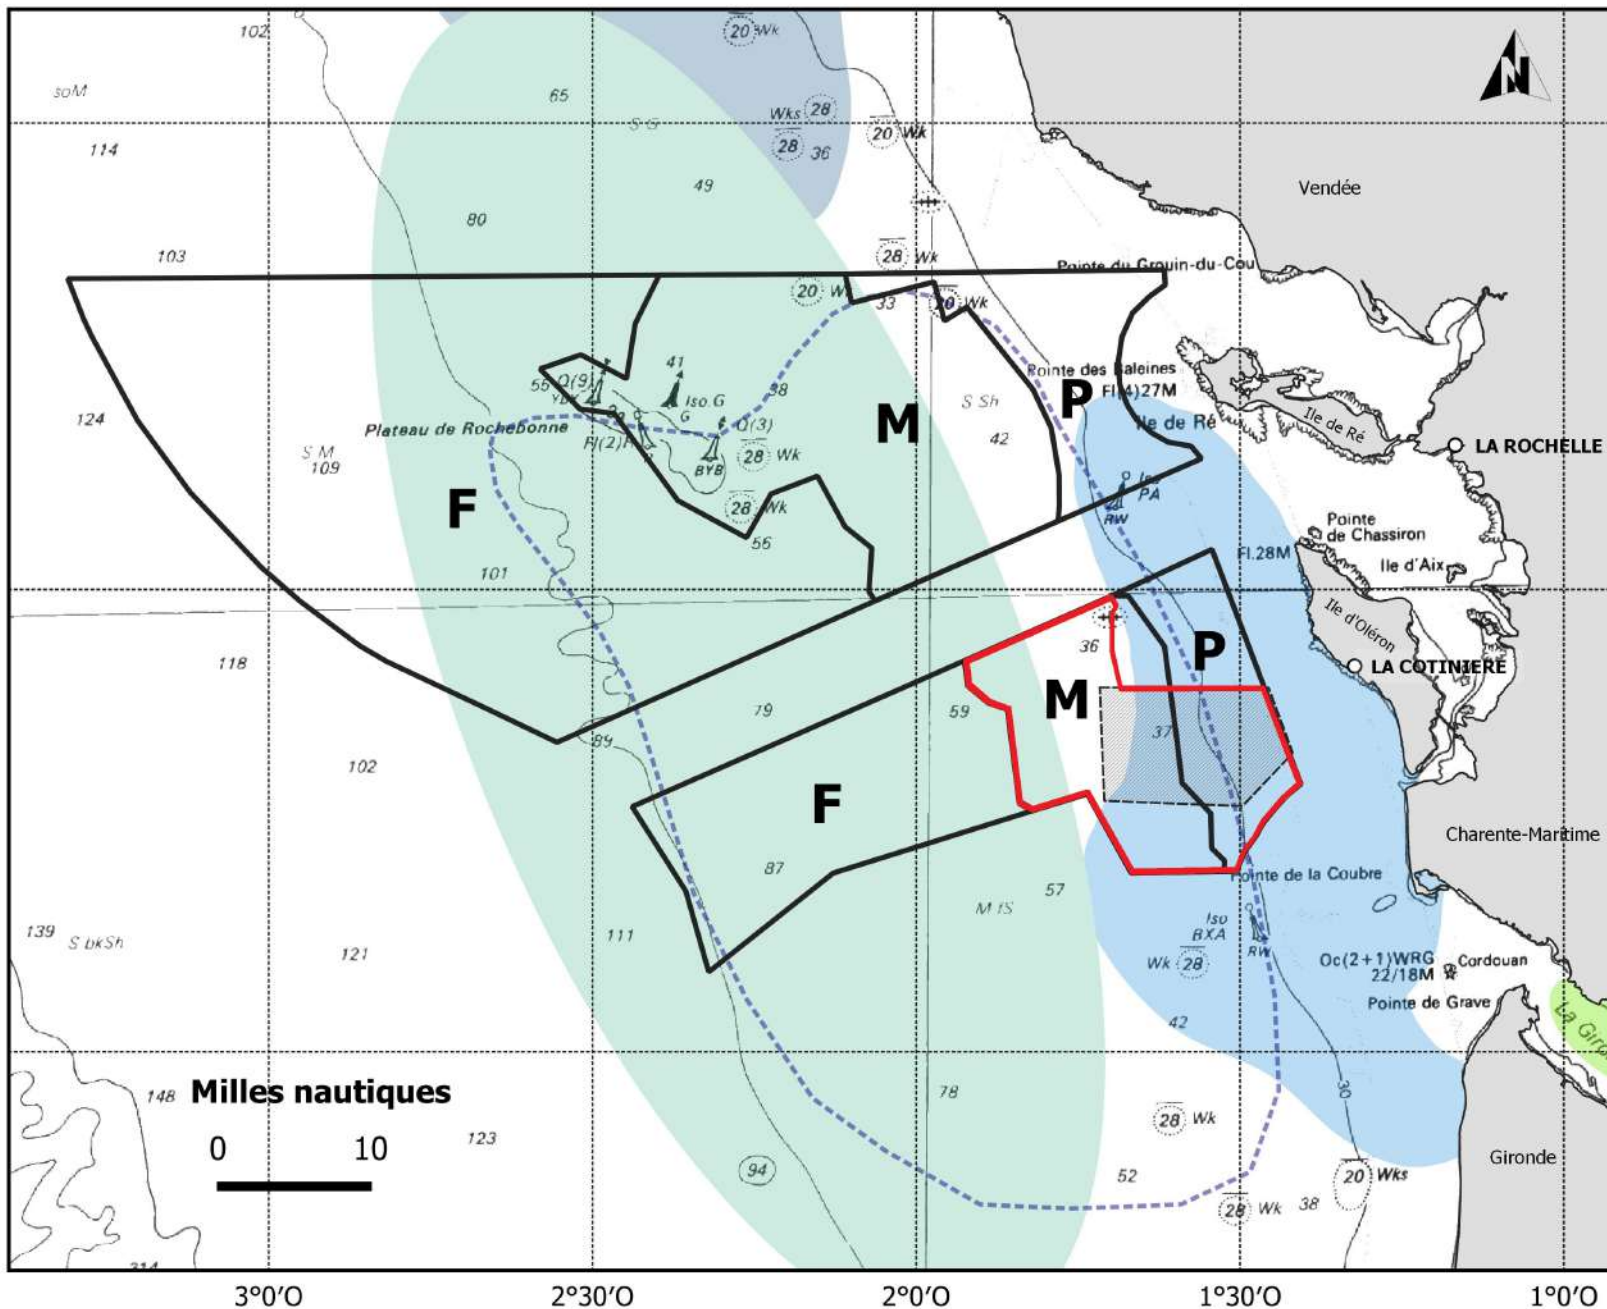 102
20 Wk
N
soM
65
Wks 28
S G
20 Wk
114
28 36
49
Vendée
80
103
28 Wk
Pointe du Grouin-du-Cou
20 Wk
33
20 Wk
41
Pointe des Baleines
55 Q(9)
YBY
Iso.G
G
38
Fl(4)27M
P
S Sh
124
Plateau de Rochebonne
Q(3)
M
Ile de Ré
Ile de Ré
42
LA ROCHELLE
S M
109
Fl(2)R
BYB
28 Wk
Iso
PA
F
28 Wk
RW
Pointe
de Chassiron
56
Fl.28M
Ile d'Aix
101
Ile d'Oléron
36
P
118
LA COTINIERE
M
79
59
37
89
102
F
Charente-Maritime
87
Pointe de la Coubre
57
M fS
139
S bkSh
111
Iso
BXA
RW
121
Wk 28
Oc(2+1)WRG
22/18M
Cordouan
Pointe de Grave
42
La Giron
148
Milles nautiques
78
30
28 Wk
123
0 10
94
52
20 Wks
Gironde
28 Wk
38
314
3°0'O 2°30'O 2°0'O 1°30'O 1°0'O